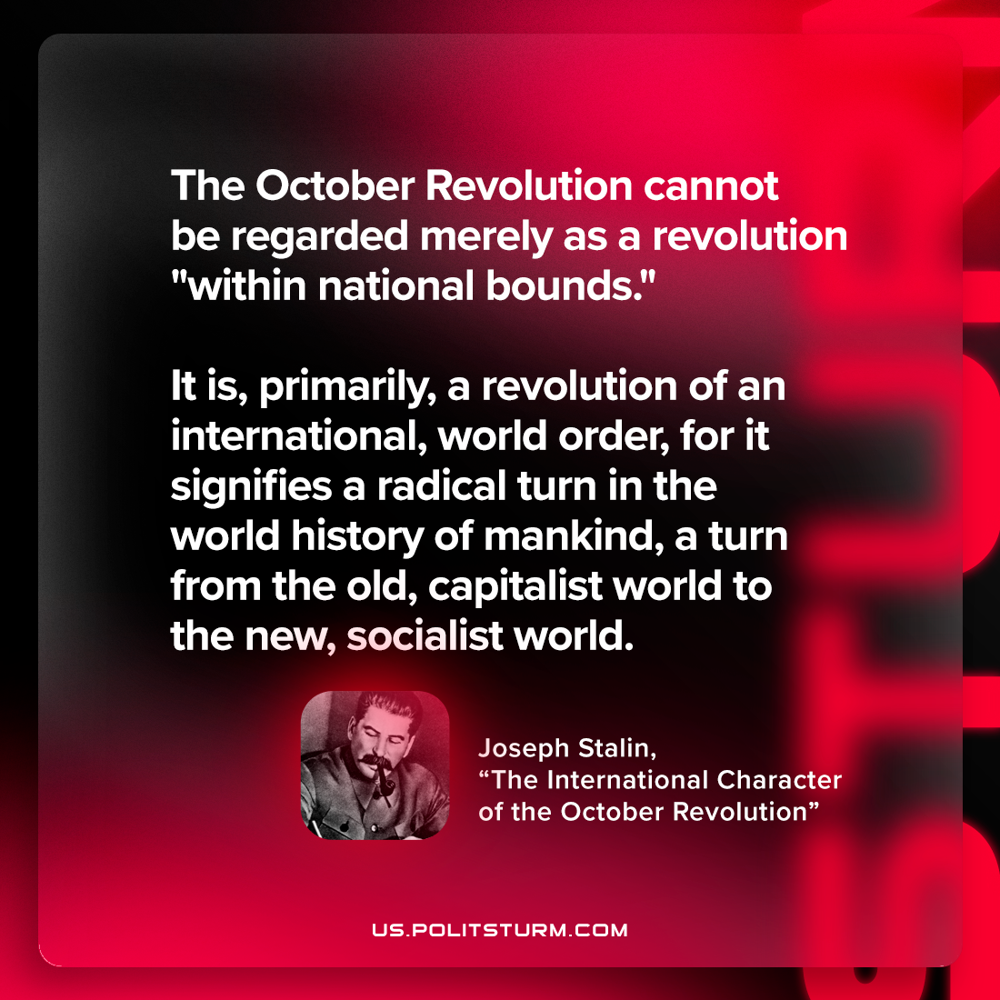 The October Revolution cannot
be regarded merely as a revolution
"within national bounds."
It is, primarily, a revolution of an
international, world order, for it
signifies a radical turn in the
world history of mankind, a turn
from the old, capitalist world to
the new, socialist world.
Joseph Stalin,
“The International Character
of the October Revolution”
US.POLITSTURM.COM